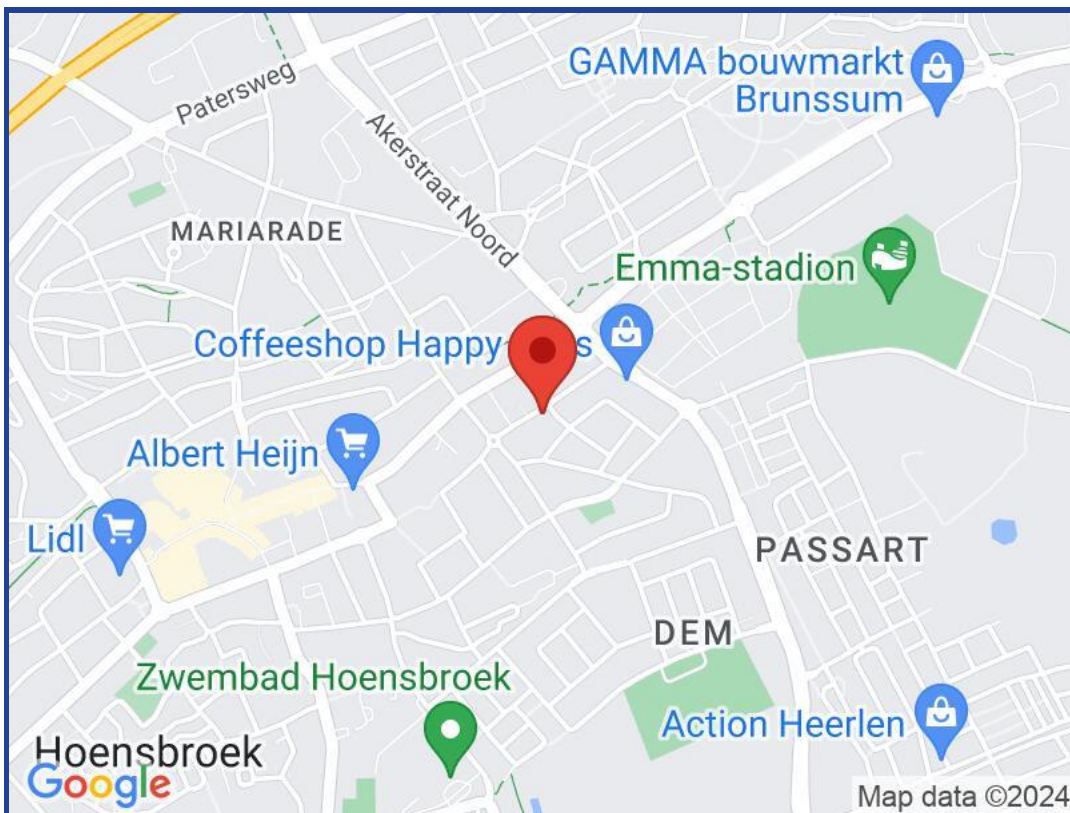 GAMMA bouwmarkt
Brunssum
Patersweg
Akerstraat Noord
MARIARADE
Emma-stadion
Coffeeshop Happy
Albert Heijn
Lidl
PASSART
DEM
Zwembad Hoensbroek
Action Heerlen
Hoensbroek
Google
Map data ©2024